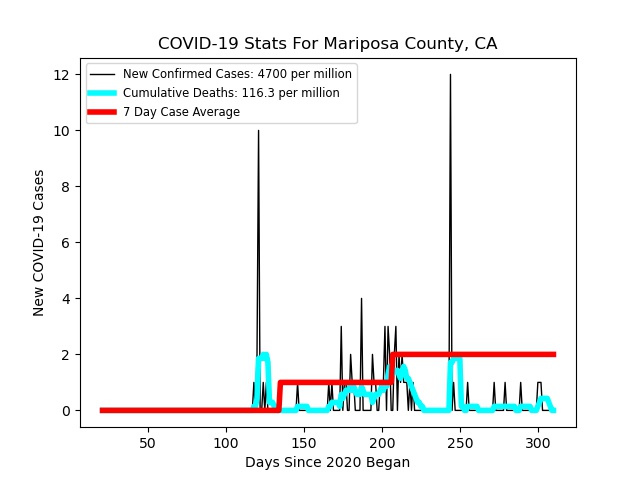 COVID-19 Stats For Mariposa County, CA
New Confirmed Cases: 4700 per million
Cumulative Deaths: 116.3 per million
7 Day Case Average
New COVID-19 Cases
12
10
8
6
4
2
0
50 100 150 200 250 300
Days Since 2020 Began